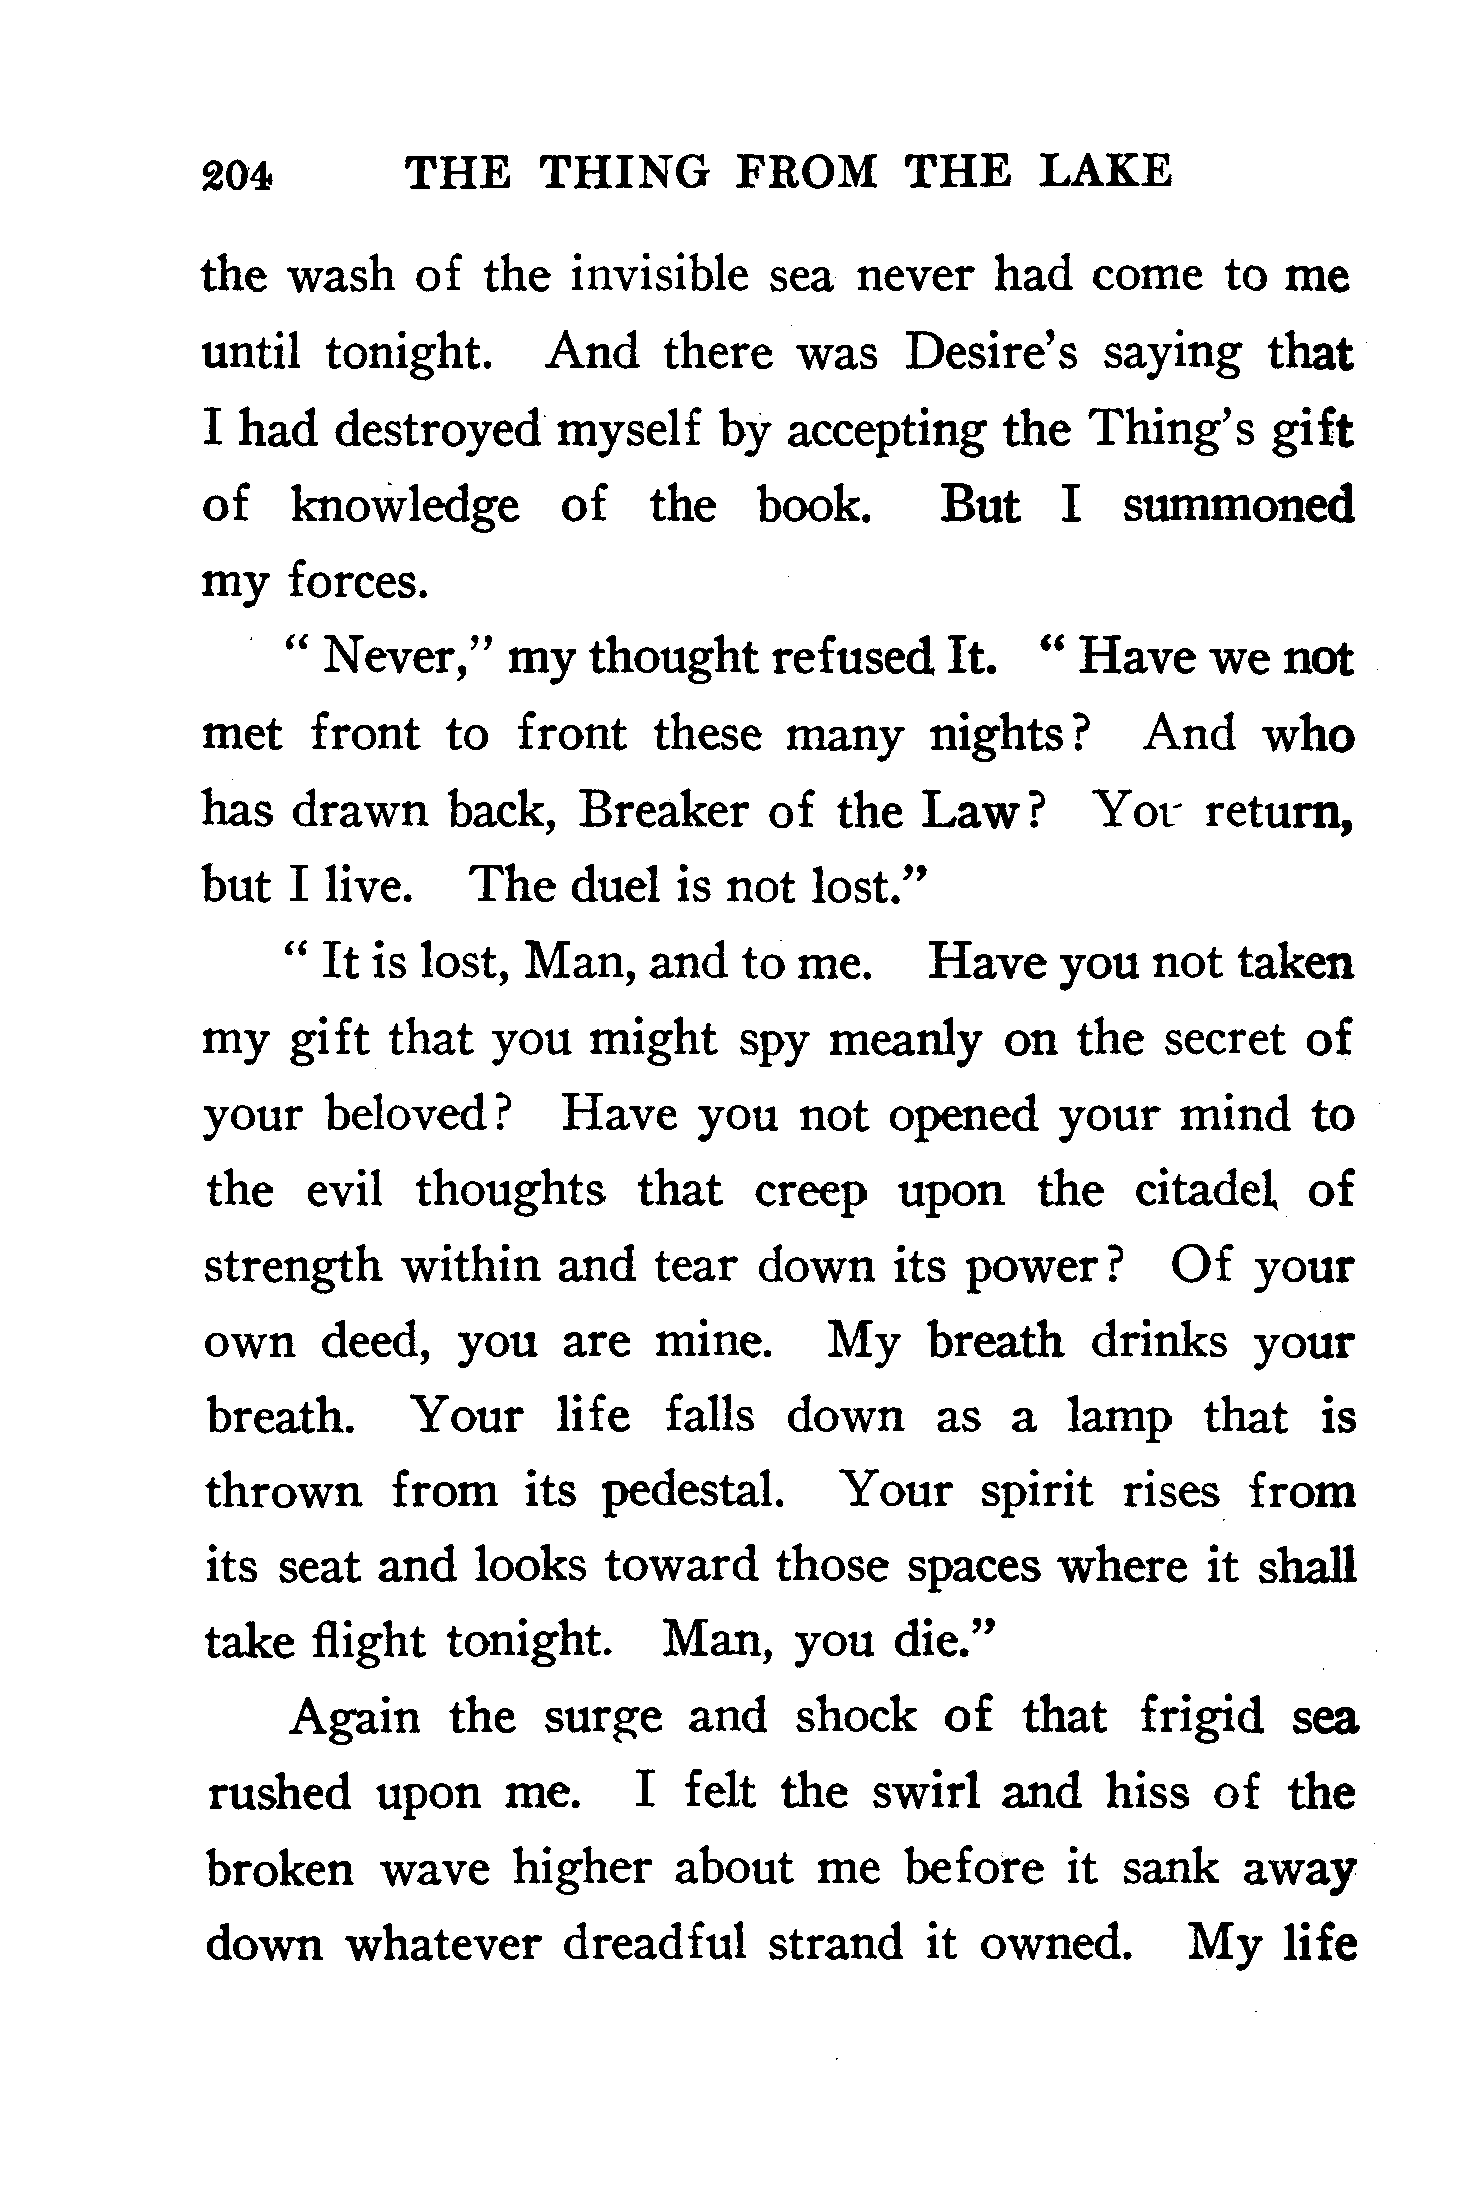 204 THE THING FROM THE LAKE
the wash of the invisible sea never had come to me
until tonight. And there was Desire's saying that
I had destroyed myself by accepting the Thing's gift
of knowledge of the book. But I summoned
my forces.
" Never," my thought refused It. " Have we not
met front to front these many nights? And who
has drawn back, Breaker of the Law? You return,
but I live. The duel is not lost."
" It is lost, Man, and to me. Have you not taken
my gift that you might spy meanly on the secret of
your beloved? Have you not opened your mind to
the evil thoughts that creep upon the citadel of
strength within and tear down its power? Of your
own deed, you are mine. My breath drinks your
breath. Your life falls down as a lamp that is
thrown from its pedestal. Your spirit rises from
its seat and looks toward those spaces where it shall
take flight tonight. Man, you die."
Again the surge and shock of that frigid sea
rushed upon me. I felt the swirl and hiss of the
broken wave higher about me before it sank away
down whatever dreadful strand it owned. My life